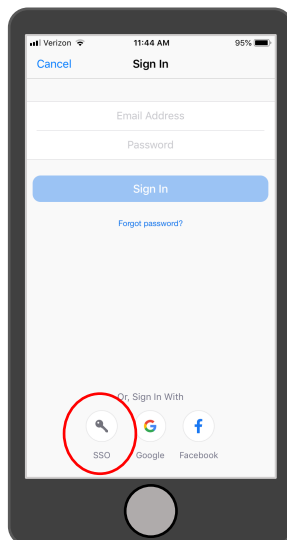 Verizon 11:44 AM 95%
Cancel Sign In
Email Address
Password
Sign In
Forgot password?
Or, Sign In With
SSO Google Facebook